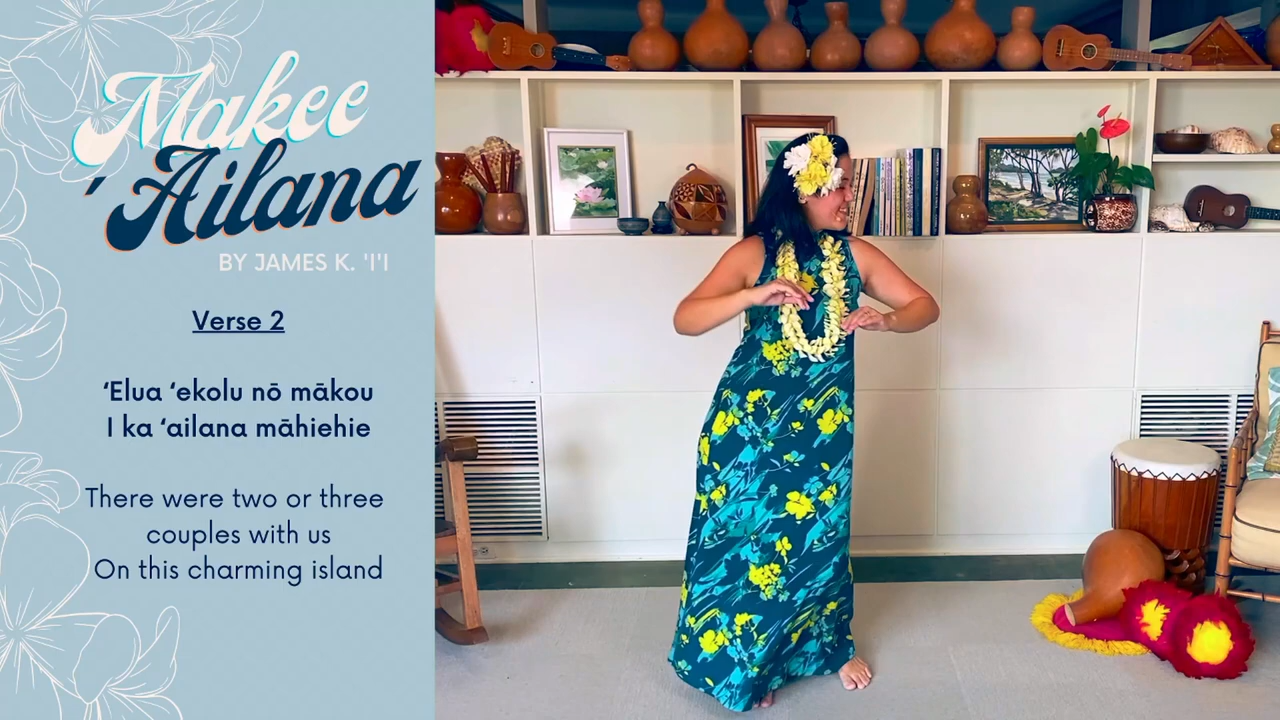 Makee
'Ailana
BY JAMES K. 'I'I
Verse 2
ʻElua ʻekolu nō mākou
I ka ʻailana māhiehie
There were two or three
couples with us
On this charming island